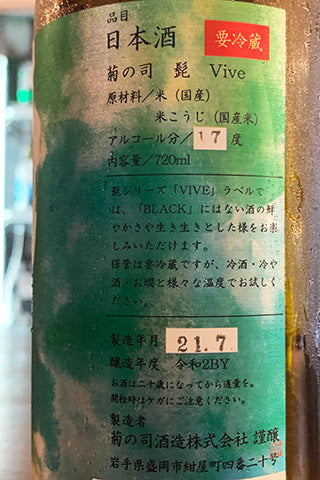 品目
日本酒 要冷蔵
菊の司 髭 Vive
原材料/米(国産)
米こうじ(国産米)
アルコール分/17度
内容量/720ml
髭シリーズ「VIVE」ラベルで
は、「BLACK」にはない酒の鮮
やかさや生き生きとした様をお楽
しみいただけます。
保管は要冷蔵ですが、冷酒・冷や
酒・お燗と様々な温度でお試しく
ださい。
製造年月 21.7.
醸造年度 令和2BY
お酒は二十歳になってから適量を。
開栓時はケガにご注意ください。
製造者
菊の司酒造株式会社 謹醸
岩手県盛岡市紺屋町四番二十号